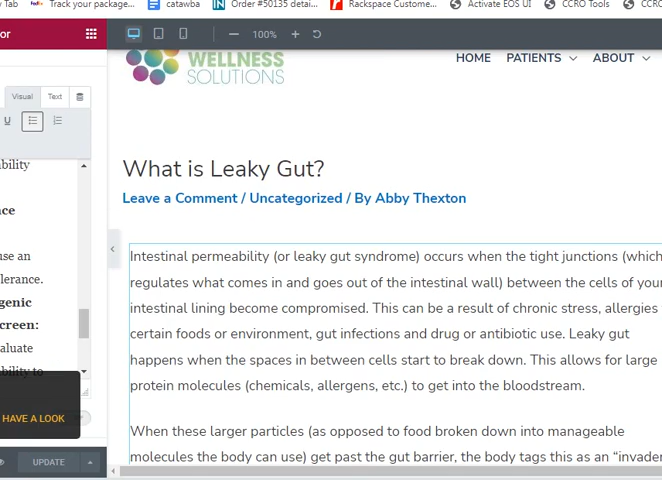 Tab
Track your package...
catawba
Order #50135 detai...
Rackspace Custome...
Activate EOS UI
CCRO Tools
CCRO
or
100%
WELLNESS
SOLUTIONS
HOME
PATIENTS
ABOUT
Visual
Text
U
bility
ce
use an
lerance.
genic
creen:
aluate
ability to
HAVE A LOOK
UPDATE
What is Leaky Gut?
Leave a Comment / Uncategorized / By Abby Thexton
Intestinal permeability (or leaky gut syndrome) occurs when the tight junctions (which
regulates what comes in and goes out of the intestinal wall) between the cells of your
intestinal lining become compromised. This can be a result of chronic stress, allergies
certain foods or environment, gut infections and drug or antibiotic use. Leaky gut
happens when the spaces in between cells start to break down. This allows for large
protein molecules (chemicals, allergens, etc.) to get into the bloodstream.
When these larger particles (as opposed to food broken down into manageable
molecules the body can use) get past the gut barrier, the body tags this as an “invader